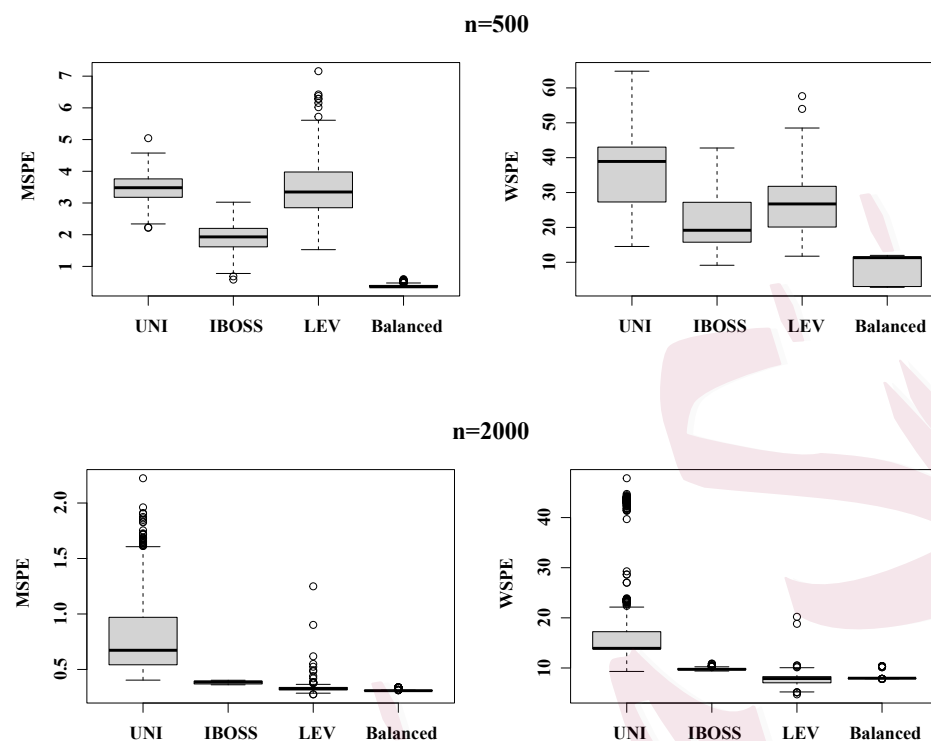 n=500
MSPE
7
6
5
4
3
2
1
UNI IBOSS LEV Balanced
WSPE
60
50
40
30
20
10
UNI IBOSS LEV Balanced
n=2000
MSPE
2.0
1.5
1.0
0.5
UNI IBOSS LEV Balanced
WSPE
40
30
20
10
UNI IBOSS LEV Balanced